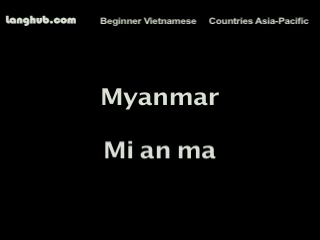 Langhub.com Beginner Vietnamese Countries Asia-Pacific
Myanmar
Mi an ma